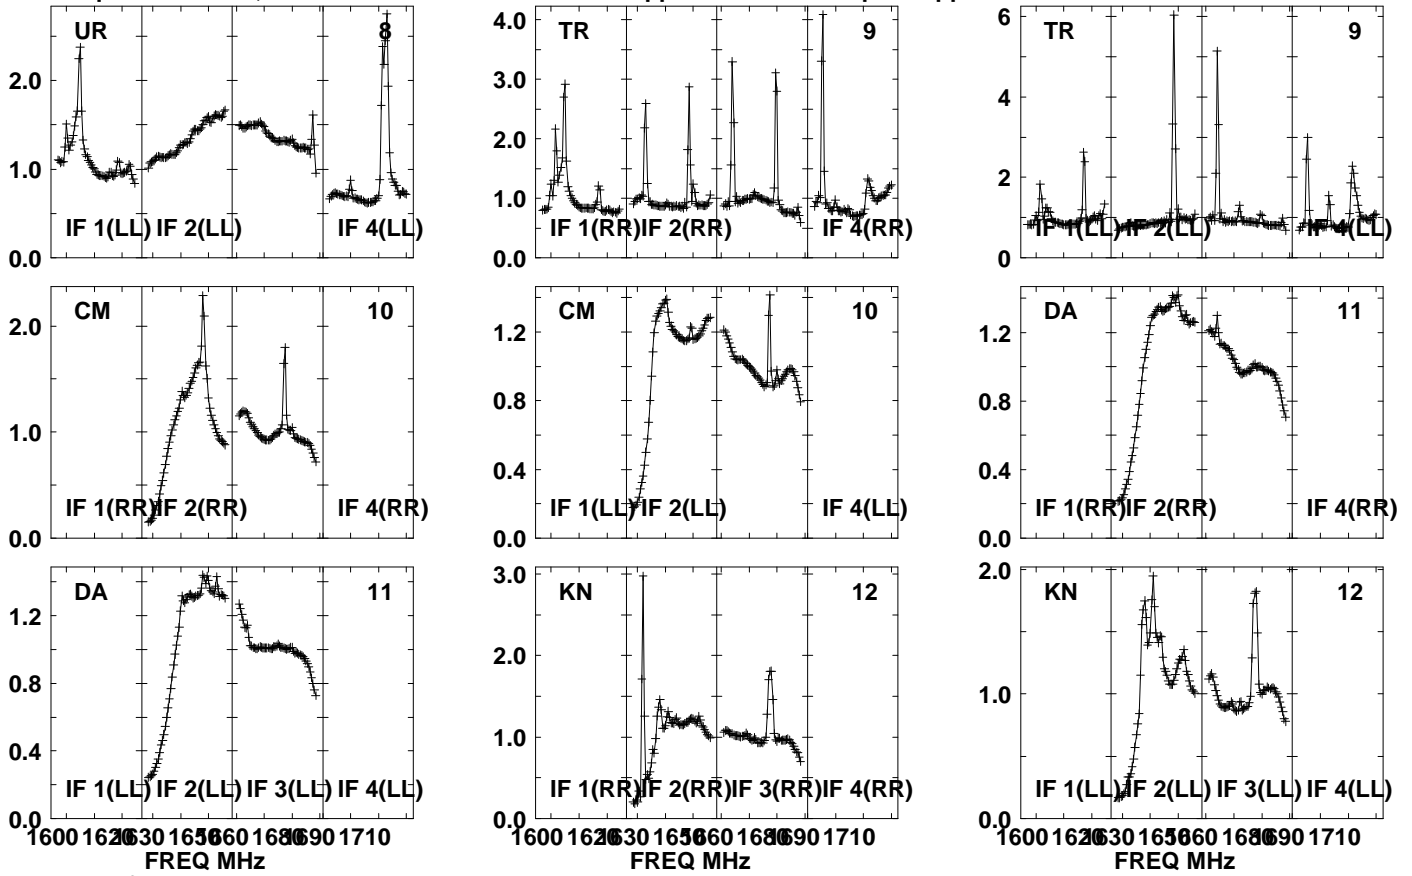 UR 8
2.0
1.0
0.0
IF 1(LL) IF 2(LL) IF 4(LL)
TR 9
4.0
3.0
2.0
1.0
0.0
IF 1(RR) IF 2(RR) IF 4(RR)
TR 9
6
4
2
0
IF 1(LL) IF 2(LL) IF 4(LL)
CM 10
2.0
1.0
0.0
IF 1(RR) IF 2(RR) IF 4(RR)
CM 10
1.2
0.8
0.4
0.0
IF 1(LL) IF 2(LL) IF 4(LL)
DA 11
1.2
0.8
0.4
0.0
IF 1(RR) IF 2(RR) IF 4(RR)
DA 11
1.2
0.8
0.4
0.0
IF 1(LL) IF 2(LL) IF 3(LL) IF 4(LL)
1600 1620 1630 1650 1660 1680 1690 1710
FREQ MHz
KN 12
3.0
2.0
1.0
0.0
IF 1(RR) IF 2(RR) IF 3(RR) IF 4(RR)
1600 1620 1630 1650 1660 1680 1690 1710
FREQ MHz
KN 12
2.0
1.0
0.0
IF 1(LL) IF 2(LL) IF 3(LL) IF 4(LL)
1600 1620 1630 1650 1660 1680 1690 1710
FREQ MHz